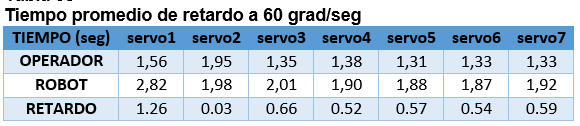 Tiempo promedio de retardo a 60 grad/seg
TIEMPO (seg) servo1 servo2 servo3 servo4 servo5 servo6 servo7
OPERADOR 1,56 1,95 1,35 1,38 1,31 1,33 1,33
ROBOT 2,82 1,98 2,01 1,90 1,88 1,87 1,92
RETARDO 1.26 0.03 0.66 0.52 0.57 0.54 0.59